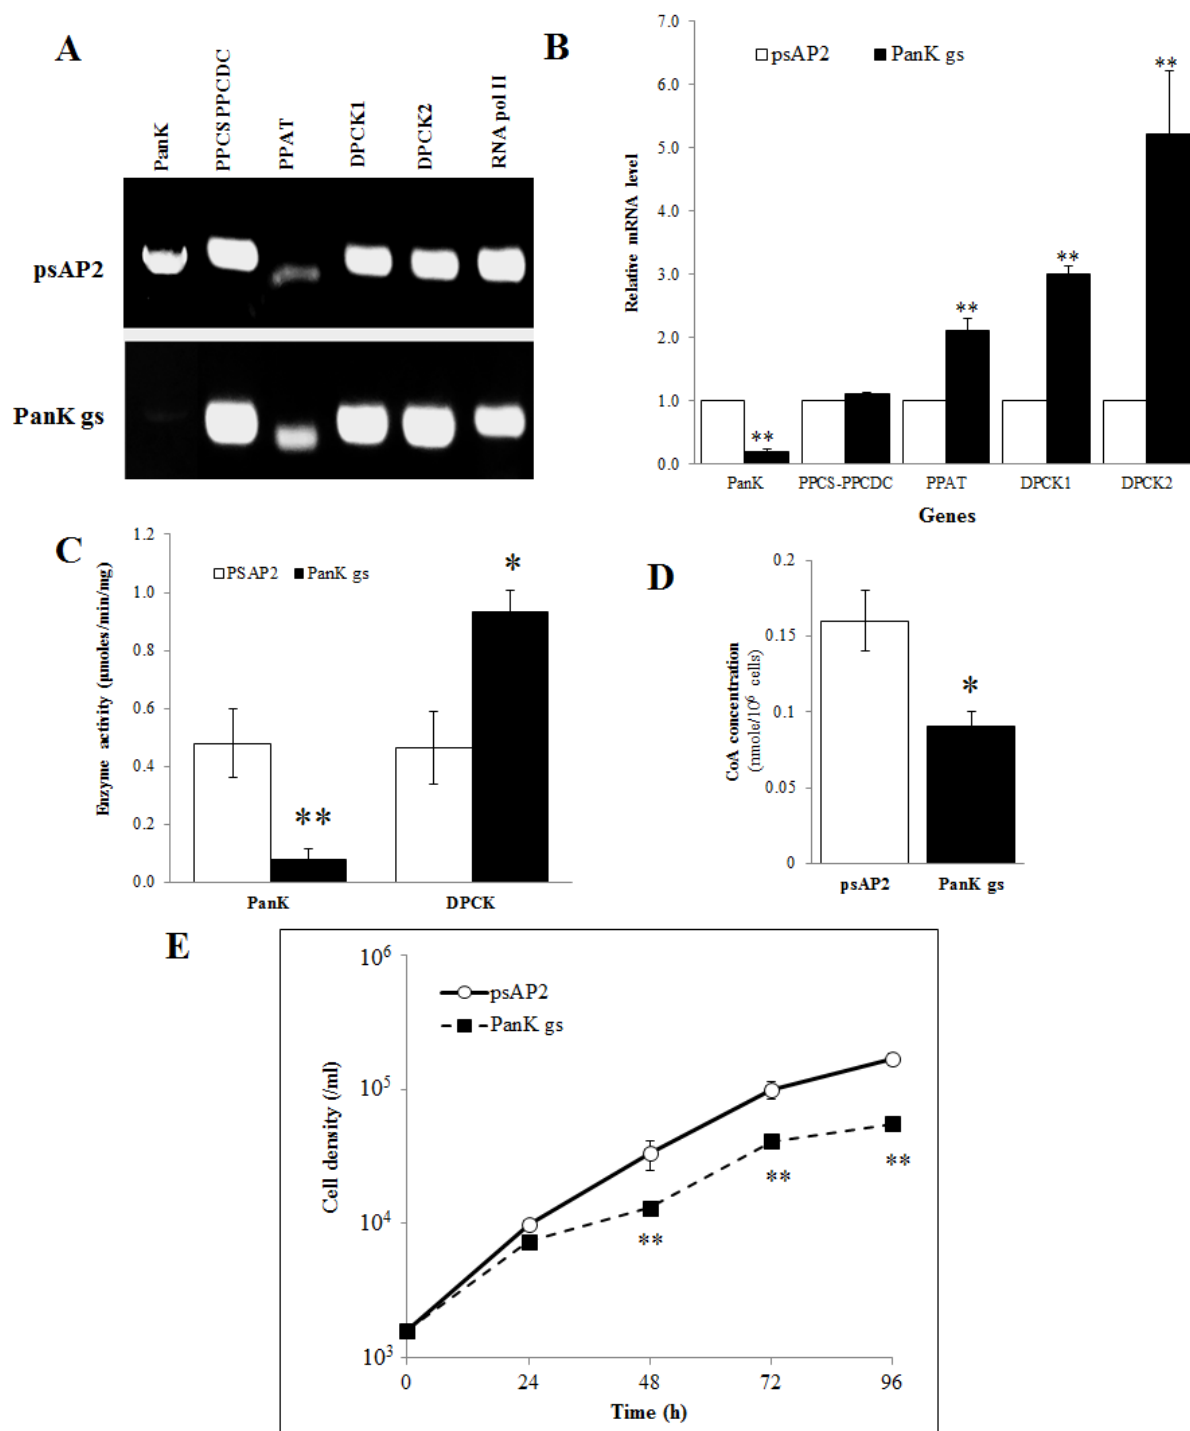 A
PanK
PPCS PPCDC
PPAT
DPCK1
DPCK2
RNA pol II
psAP2
PanK gs
B
psAP2 PanK gs
Relative mRNA level
7.0
6.0
5.0
4.0
3.0
2.0
1.0
0.0
**
**
**
**
PanK PPCS-PPCDC PPAT DPCK1 DPCK2
Genes
C
PSAP2 PanK gs
Enzyme activity (µmoles/min/mg)
1.2
1.0
0.8
0.6
0.4
0.2
0.0
**
*
PanK DPCK
D
CoA concentration
(nmole/10⁶ cells)
0.2
0.15
0.1
0.05
0
*
psAP2 PanK gs
E
psAP2
PanK gs
Cell density (/ml)
10⁶
10⁵
10⁴
10³
**
**
**
0 24 48 72 96
Time (h)